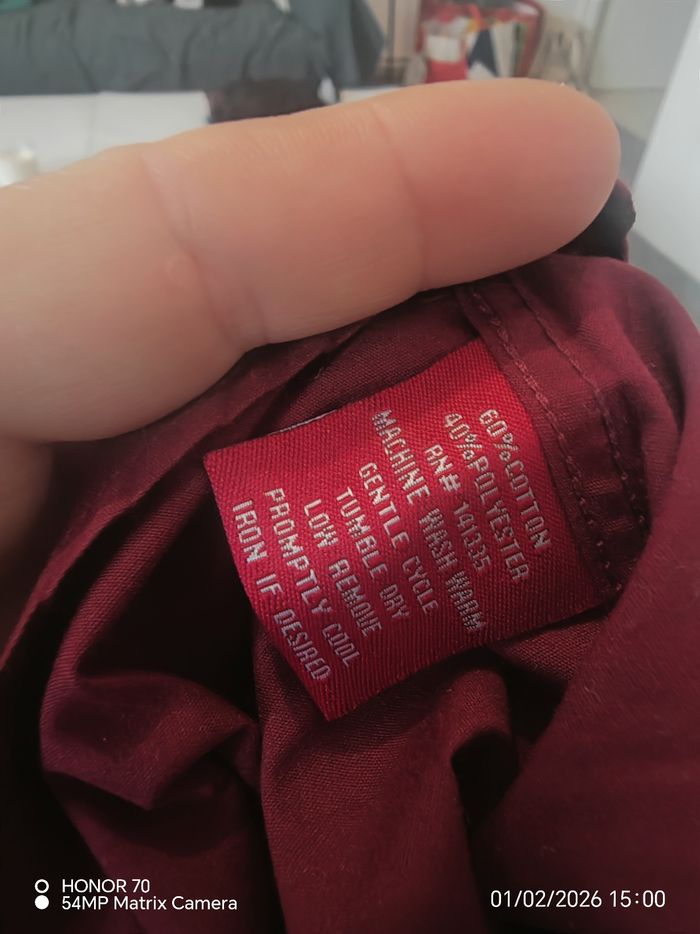 60%COTTON
40%POLYESTER
RN# 141335
MACHINE WASH WARM
GENTLE CYCLE
TUMBLE DRY
LOW REMOVE
PROMPTLY COOL
IRON IF DESIRED
HONOR 70
54MP Matrix Camera
01/02/2026 15:00